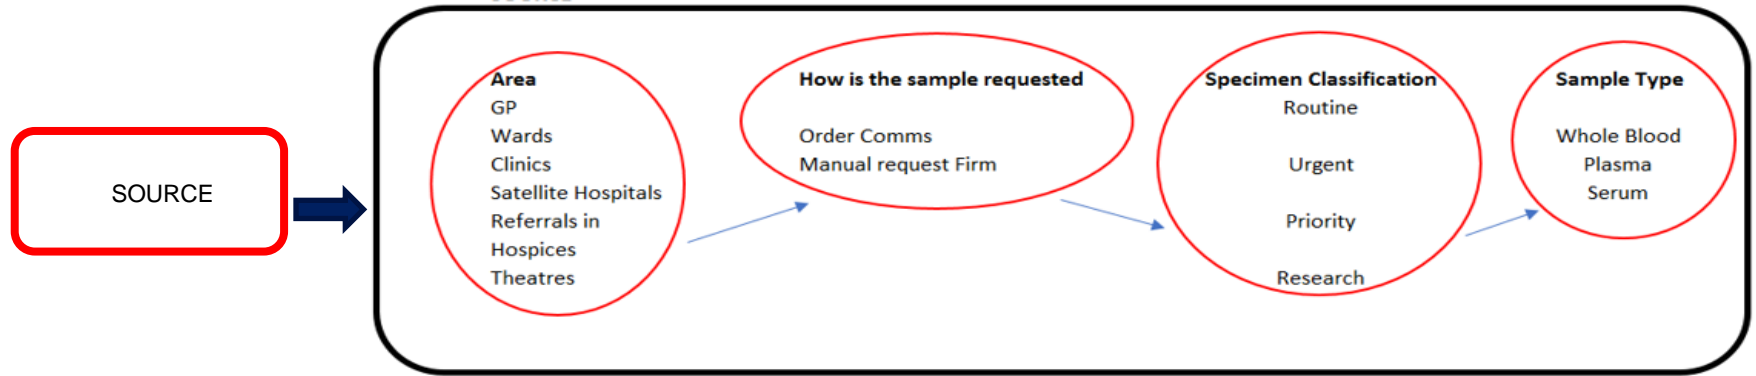 SOURCE
Area
GP
Wards
Clinics
Satellite Hospitals
Referrals in
Hospices
Theatres
How is the sample requested
Order Comms
Manual request Firm
Specimen Classification
Routine
Urgent
Priority
Research
Sample Type
Whole Blood
Plasma
Serum